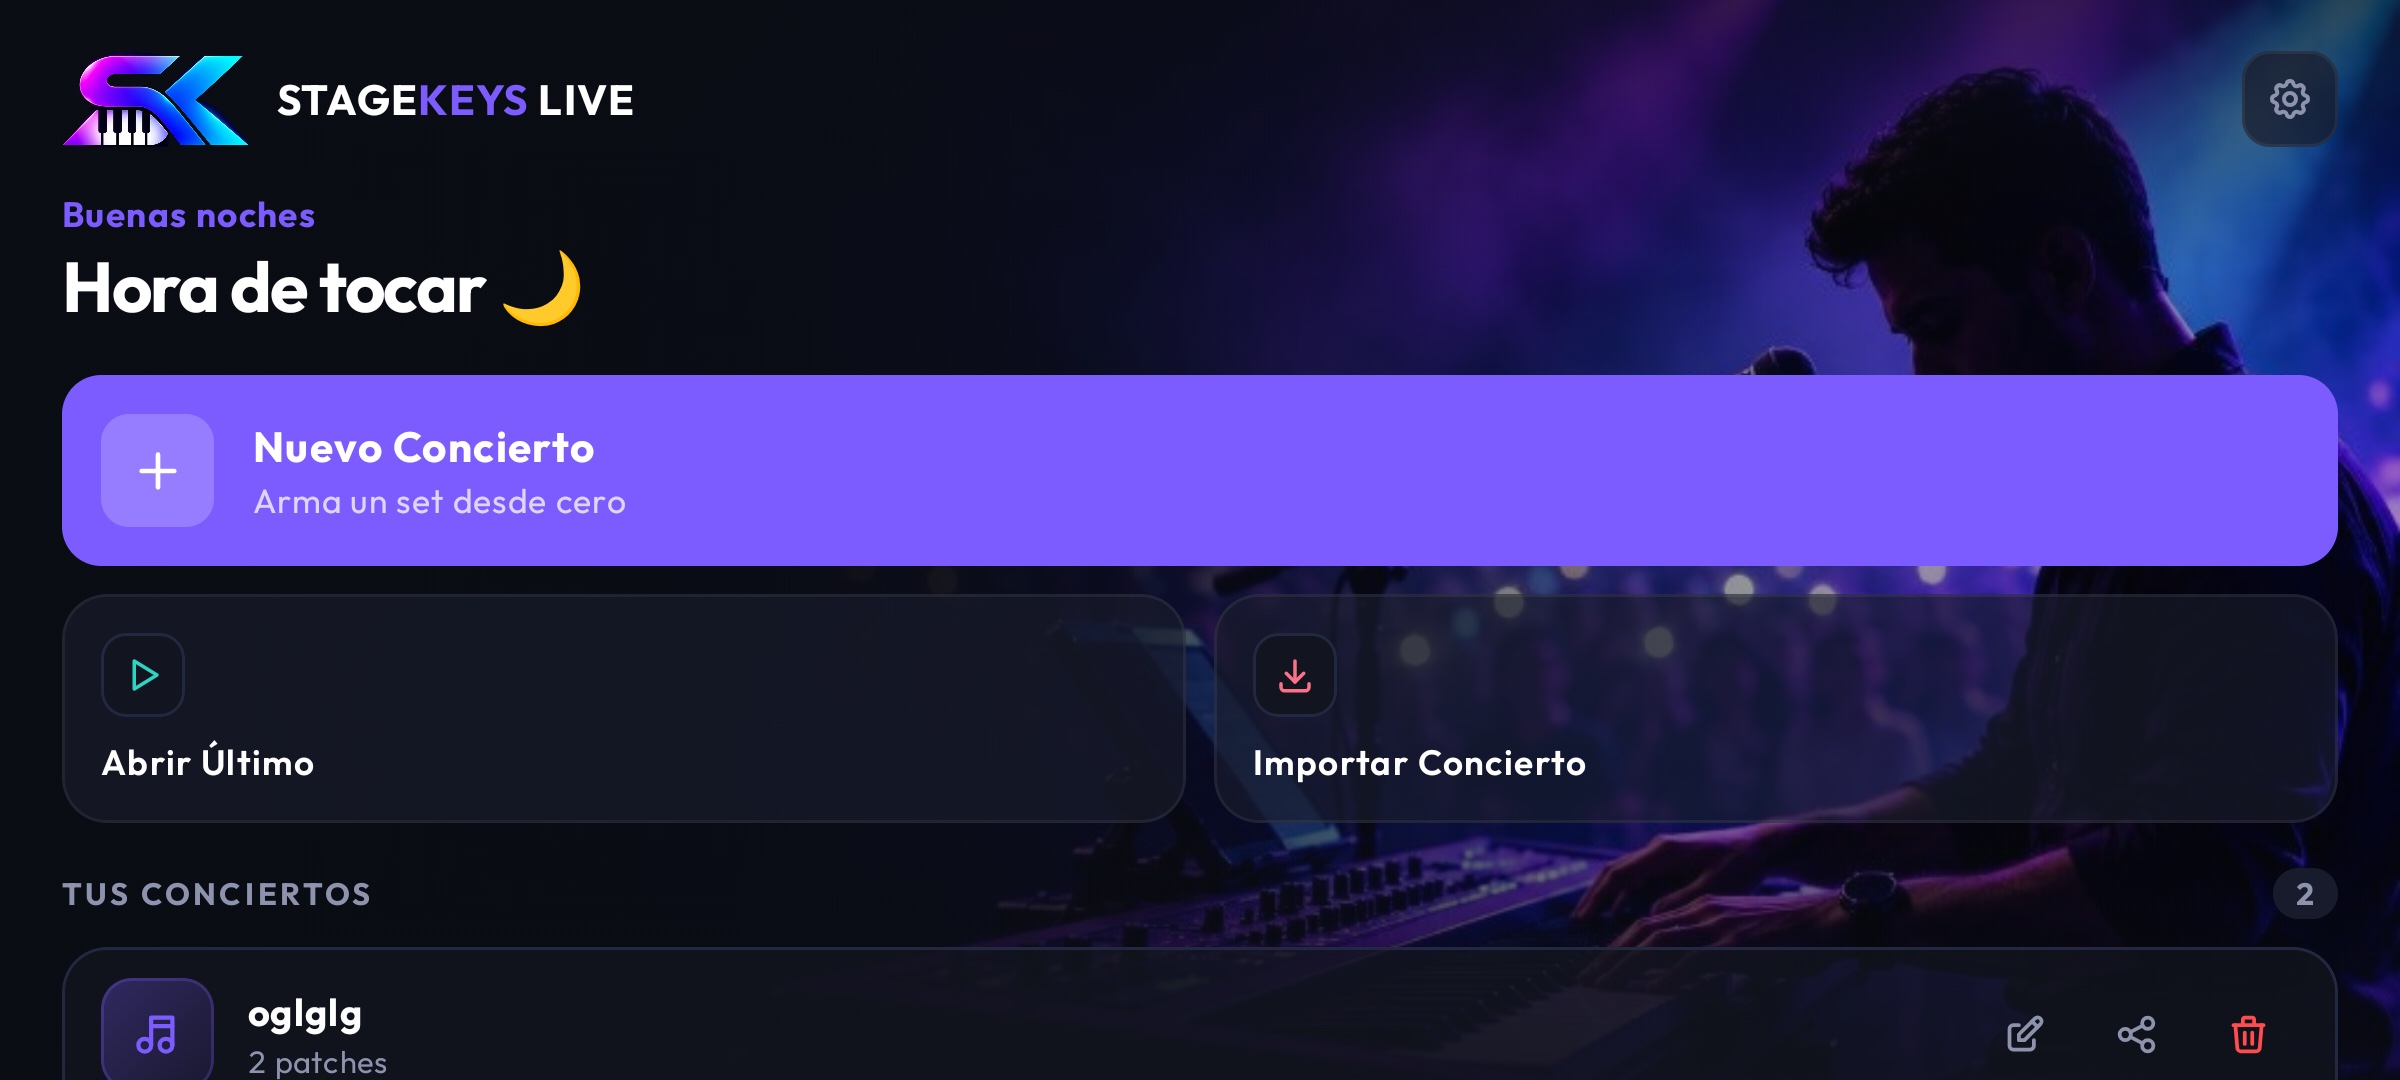 SK
STAGEKEYS LIVE
Buenas noches
Hora de tocar 🌙
Nuevo Concierto
Arma un set desde cero
Abrir Último
Importar Concierto
TUS CONCIERTOS
2
oglglg
2 patches